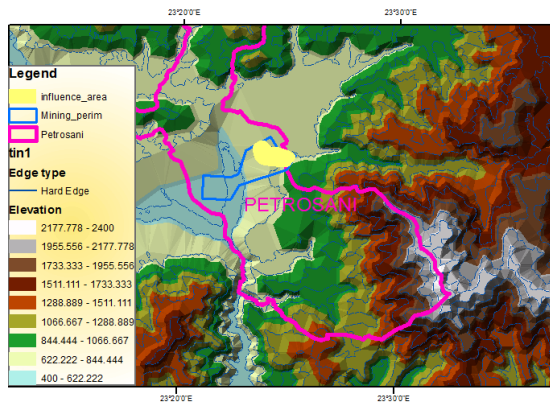 23°20'0"E 23°30'0"E
Legend
influence_area
Mining_perim
Petrosani
tin1
Edge type
Hard Edge
Elevation
2177.778 - 2400
1955.556 - 2177.778
1733.333 - 1955.556
1511.111 - 1733.333
1288.889 - 1511.111
1066.667 - 1288.889
844.444 - 1066.667
622.222 - 844.444
400 - 622.222
PETROSANI
23°20'0"E 23°30'0"E